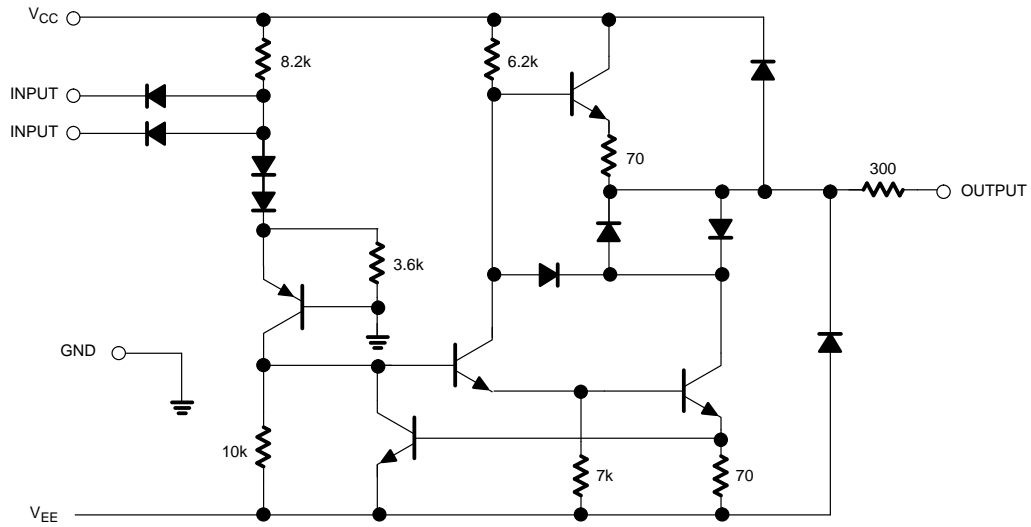 VCC
8.2k
6.2k
INPUT
INPUT
70
300
OUTPUT
3.6k
GND
10k
7k
70
VEE